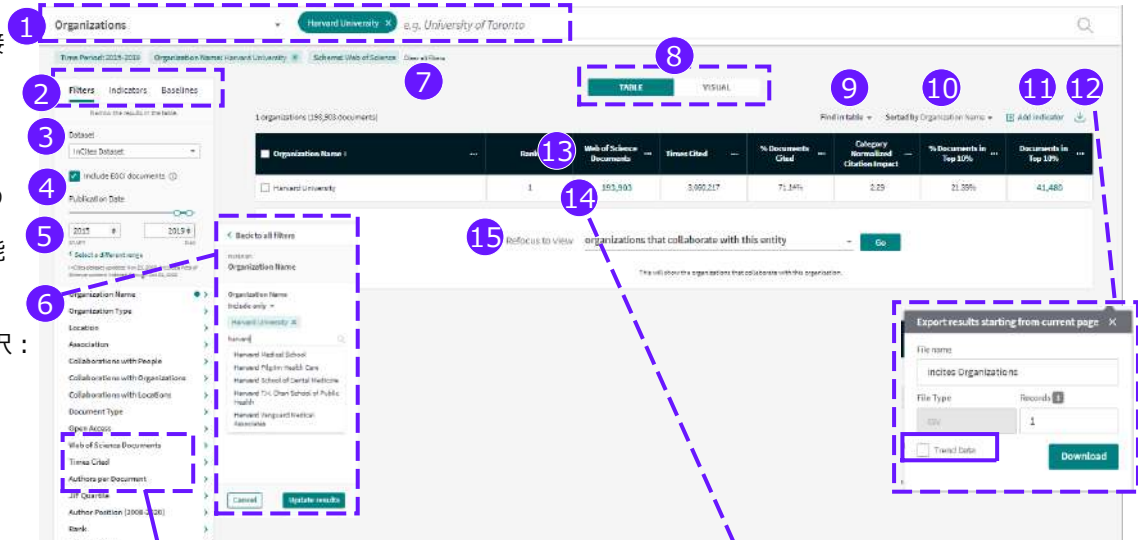 1
Organizations
Harvard University ×
e.g. University of Toronto
接
Time Period: 2015-2019
Organization Name: Harvard University
Schema: Web of Science
Clear all filters
7
8
2
Filters Indicators Baselines
TABLE VISUAL
9 10 11 12
1 organizations (193,903 documents)
Find in table
Sorted By Organization Name
Add indicator
3
Dataset
InCites Dataset
Organization Name
Rank
13
Web of Science Documents
Times Cited
% Documents Cited
Category Normalized Citation Impact
% Documents in Top 10%
Documents in Top 10%
4
Include ESCI documents
Harvard University
1
193,903
3,050,217
71.14%
2.29
21.39%
41,480
14
Publication Date
5
2015
2019
Select a different range
能
15
Refocus to view
organizations that collaborate with this entity
Go
This will show the organizations that collaborate with this organization.
6
Organization Name
Organization Type
Location
Association
Collaborations with People
Collaborations with Organizations
Collaborations with Locations
Document Type
Open Access
Web of Science Documents
Times Cited
Authors per Document
JIF Quartile
Author Position (2008-2020)
Rank
Back to all filters
Organization Name
Organization Name
Include only
Harvard University
harvard
Harvard Medical School
Harvard Pilgrim Health Care
Harvard School of Dental Medicine
Harvard T.H. Chan School of Public
Health
Harvard Vanguard Medical
Associates
Cancel
Update results
Export results starting from current page ×
File name
Incites Organizations
File Type
Records
csv
1
Trend Data
Download